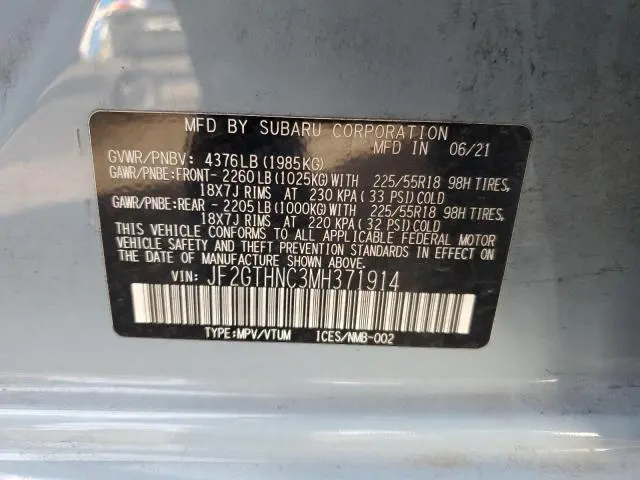 MFD BY SUBARU CORPORATION
MFD IN 06/21
GVWR/PNBV: 4376LB(1985KG)
GAWR/PNBE:FRONT-2260LB(1025KG)WITH 225/55R18 98H TIRES,
18X7J RIMS AT 230 KPA(33 PSI)COLD
GAWR/PNBE:REAR -2205LB(1000KG)WITH 225/55R18 98H TIRES,
18X7J RIMS AT 220 KPA(32 PSI)COLD
THIS VEHICLE CONFORMS TO ALL APPLICABLE FEDERAL MOTOR
VEHICLE SAFETY AND THEFT PREVENTION STANDARDS IN EFFECT ON
THE DATE OF MANUFACTURE SHOWN ABOVE.
VIN: JF2GTHNC3MH371914
TYPE:MPV/VTUM ICES/NMB-002